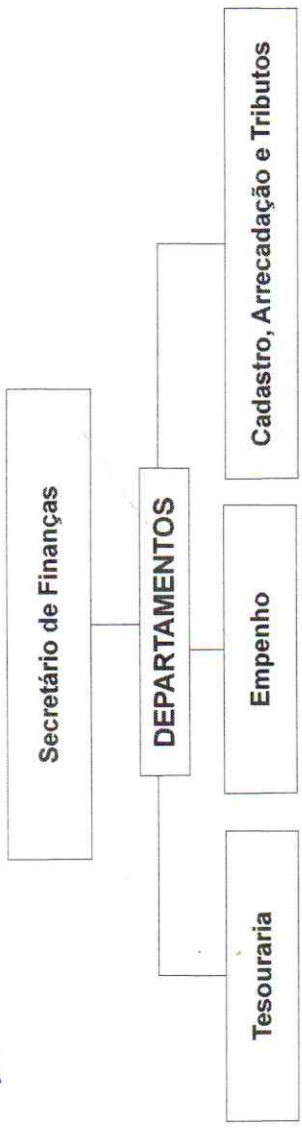 Secretário de Finanças
DEPARTAMENTOS
Tesouraria
Empenho
Cadastro, Arrecadação e Tributos